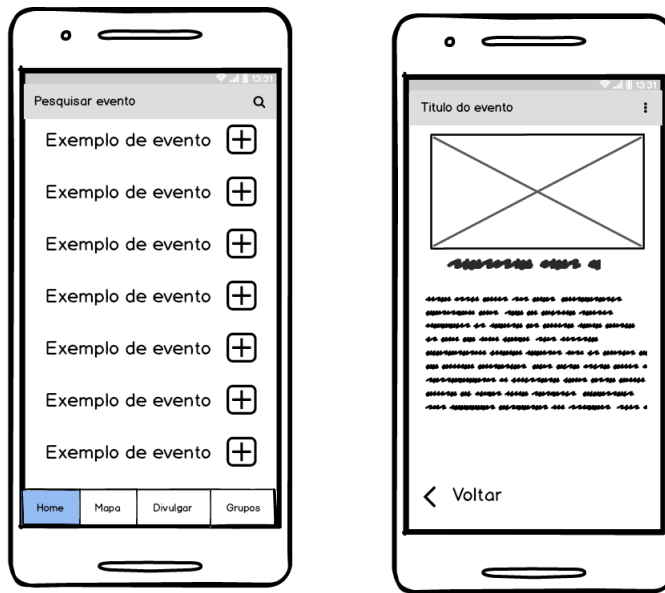 13:31
Pesquisar evento
Exemplo de evento
Exemplo de evento
Exemplo de evento
Exemplo de evento
Exemplo de evento
Exemplo de evento
Exemplo de evento
Home Mapa Divulgar Grupos
13:31
Titulo do evento
Voltar